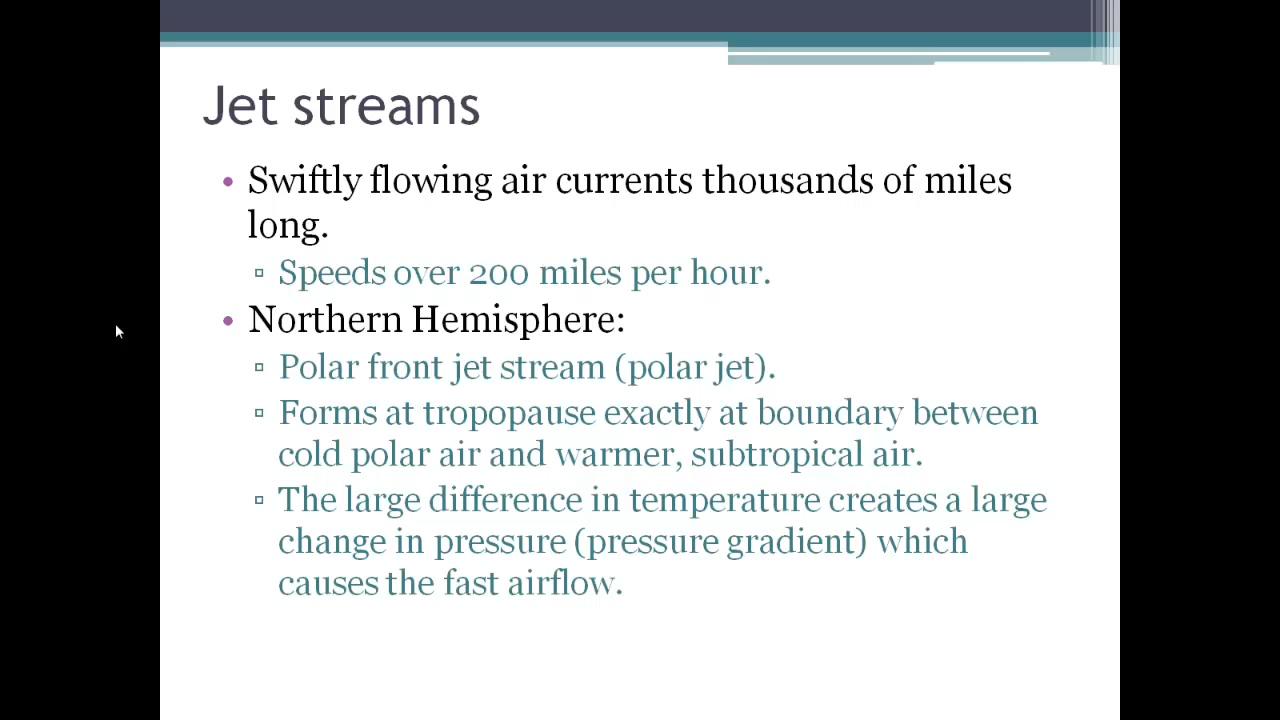 Jet streams
• Swiftly flowing air currents thousands of miles
long.
▫ Speeds over 200 miles per hour.
• Northern Hemisphere:
▫ Polar front jet stream (polar jet).
▫ Forms at tropopause exactly at boundary between
cold polar air and warmer, subtropical air.
▫ The large difference in temperature creates a large
change in pressure (pressure gradient) which
causes the fast airflow.